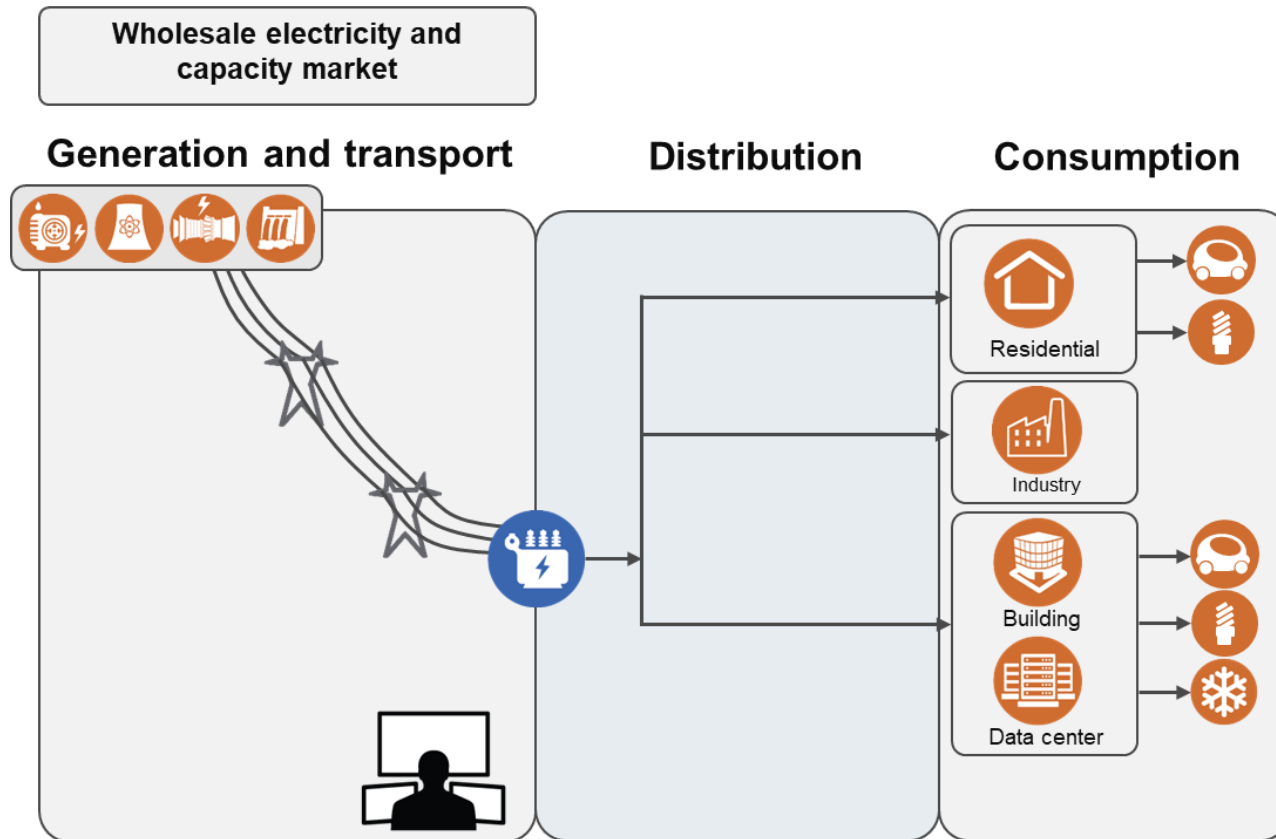 Wholesale electricity and
capacity market
Generation and transport
Distribution
Consumption
Residential
Industry
Building
Data center